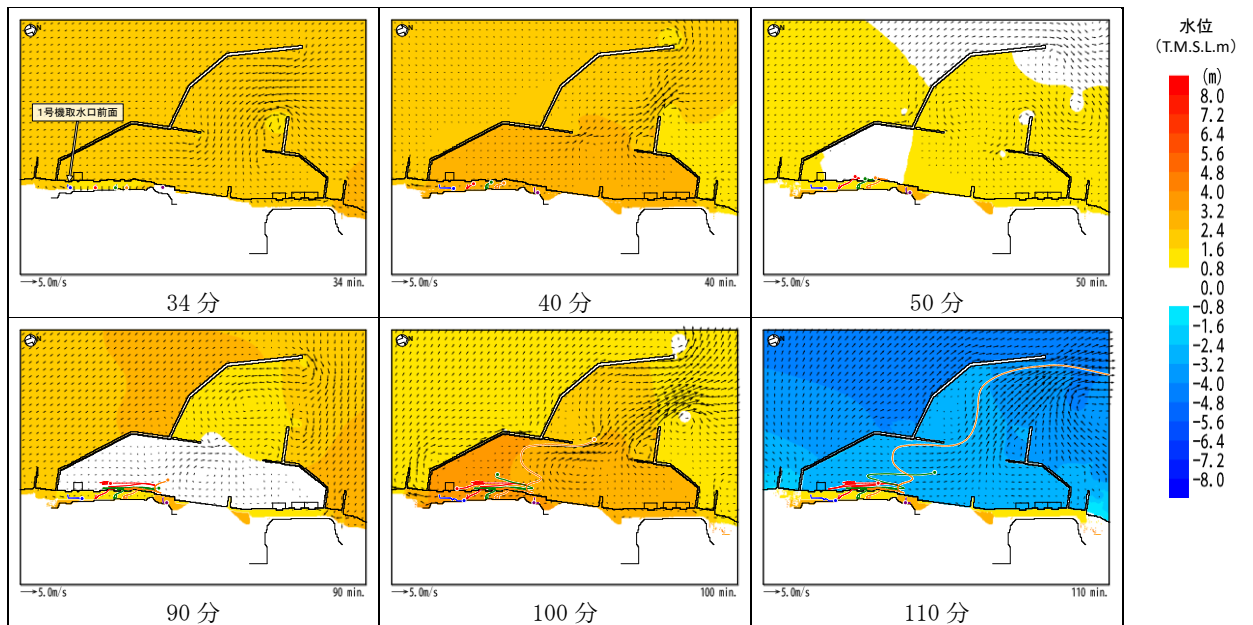 N
1号機取水口前面
5.0m/s
34 min.
34 分
N
5.0m/s
40 min.
40 分
N
5.0m/s
50 min.
50 分
N
5.0m/s
90 min.
90 分
N
5.0m/s
100 min.
100 分
N
5.0m/s
110 min.
110 分
水位
(T.M.S.L.m)
(m)
8.0
7.2
6.4
5.6
4.8
4.0
3.2
2.4
1.6
0.8
0.0
-0.8
-1.6
-2.4
-3.2
-4.0
-4.8
-5.6
-6.4
-7.2
-8.0